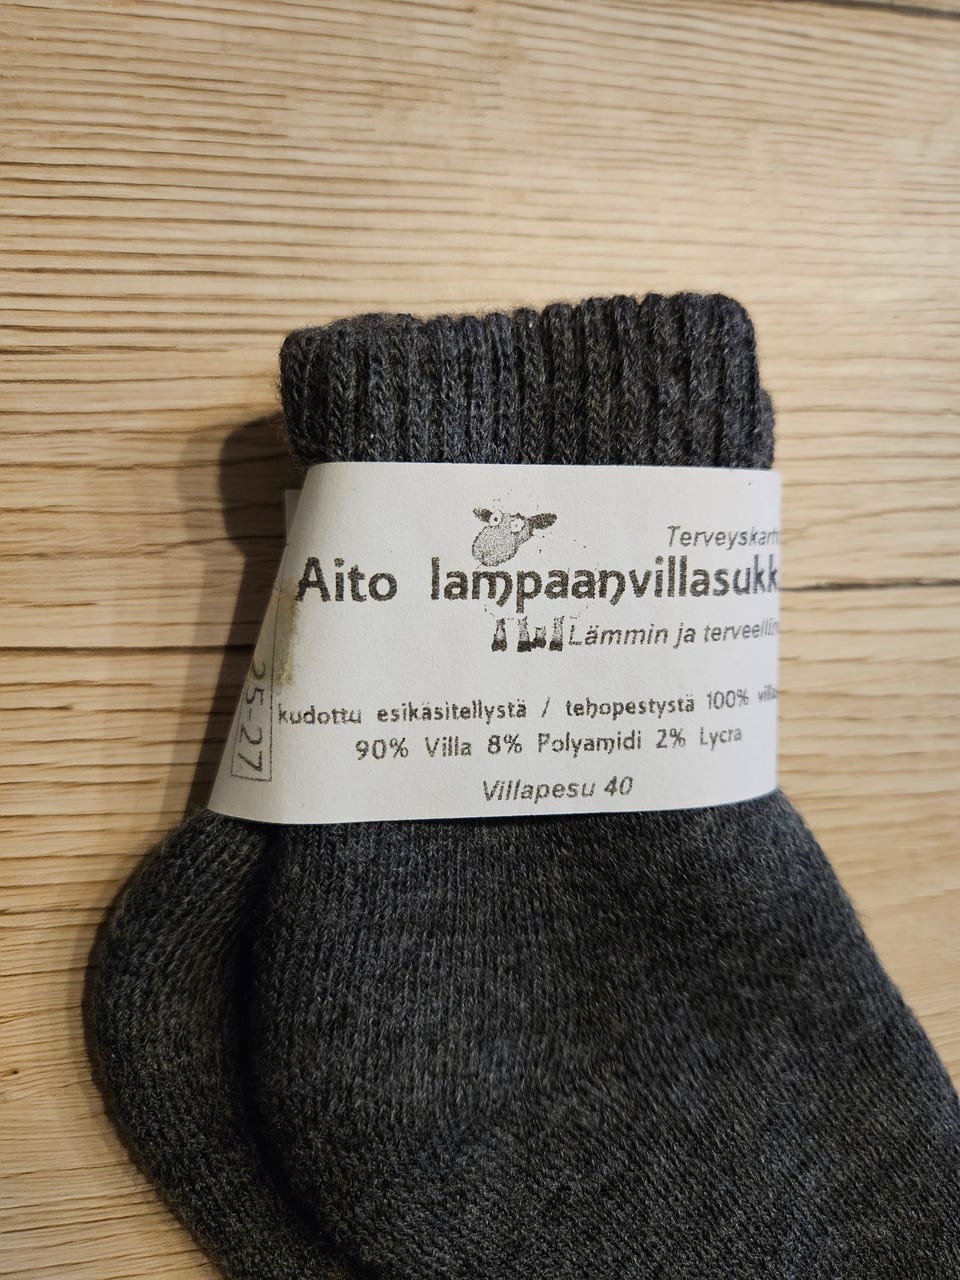 Terveyskarh
Aito lampaanvillasukk
Lämmin ja terveellin
kudottu esikäsitellystä / tehopestystä 100% villa
90% Villa 8% Polyamidi 2% Lycra
Villapesu 40
25-27